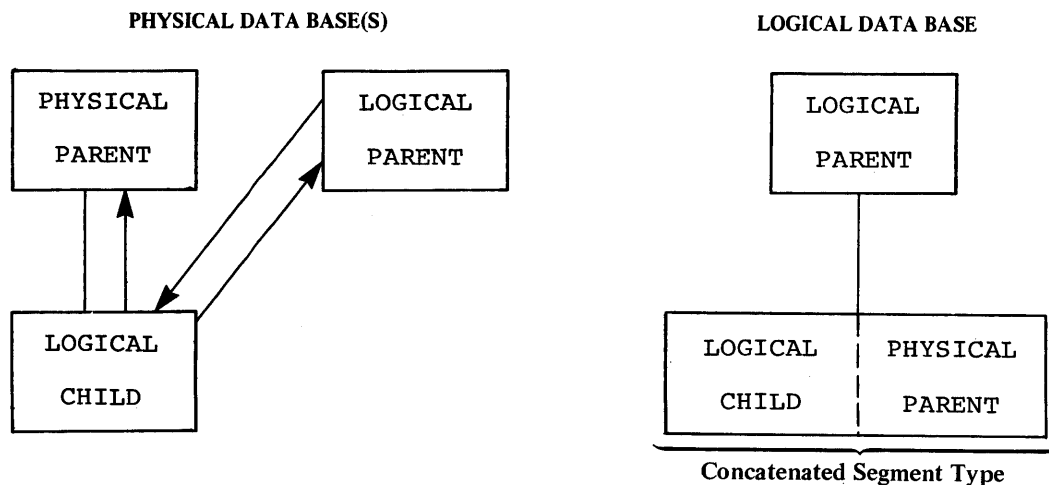 PHYSICAL DATA BASE(S)
PHYSICAL
PARENT
LOGICAL
PARENT
LOGICAL
CHILD
LOGICAL DATA BASE
LOGICAL
PARENT
LOGICAL
CHILD
PHYSICAL
PARENT
Concatenated Segment Type